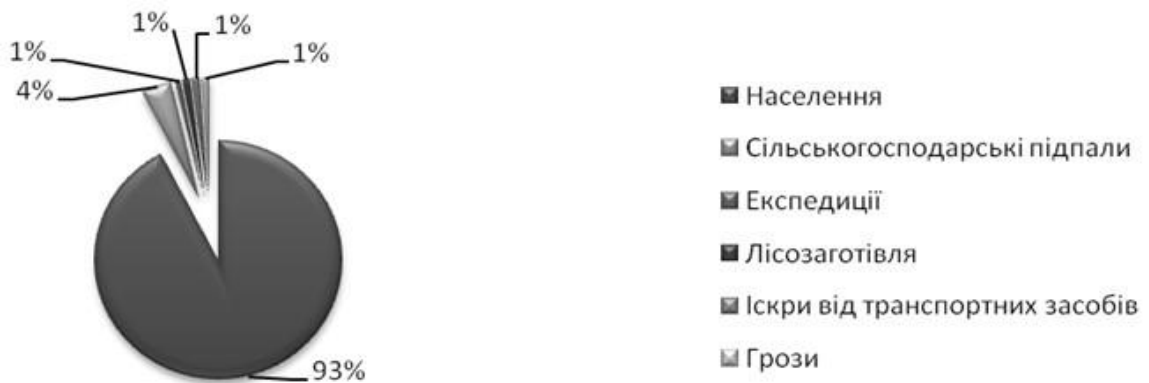 1%
1%
1%
1%
4%
93%
Населення
Сільськогосподарські підпали
Експедиції
Лісозаготівля
Іскри від транспортних засобів
Грози